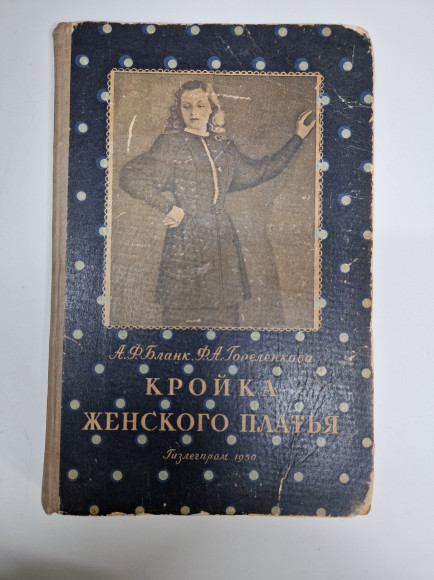 А. Ф. Бланк. Ф. А. Гореленкова
КРОЙКА
ЖЕНСКОГО ПЛАТЬЯ
Гизлегпром 1950